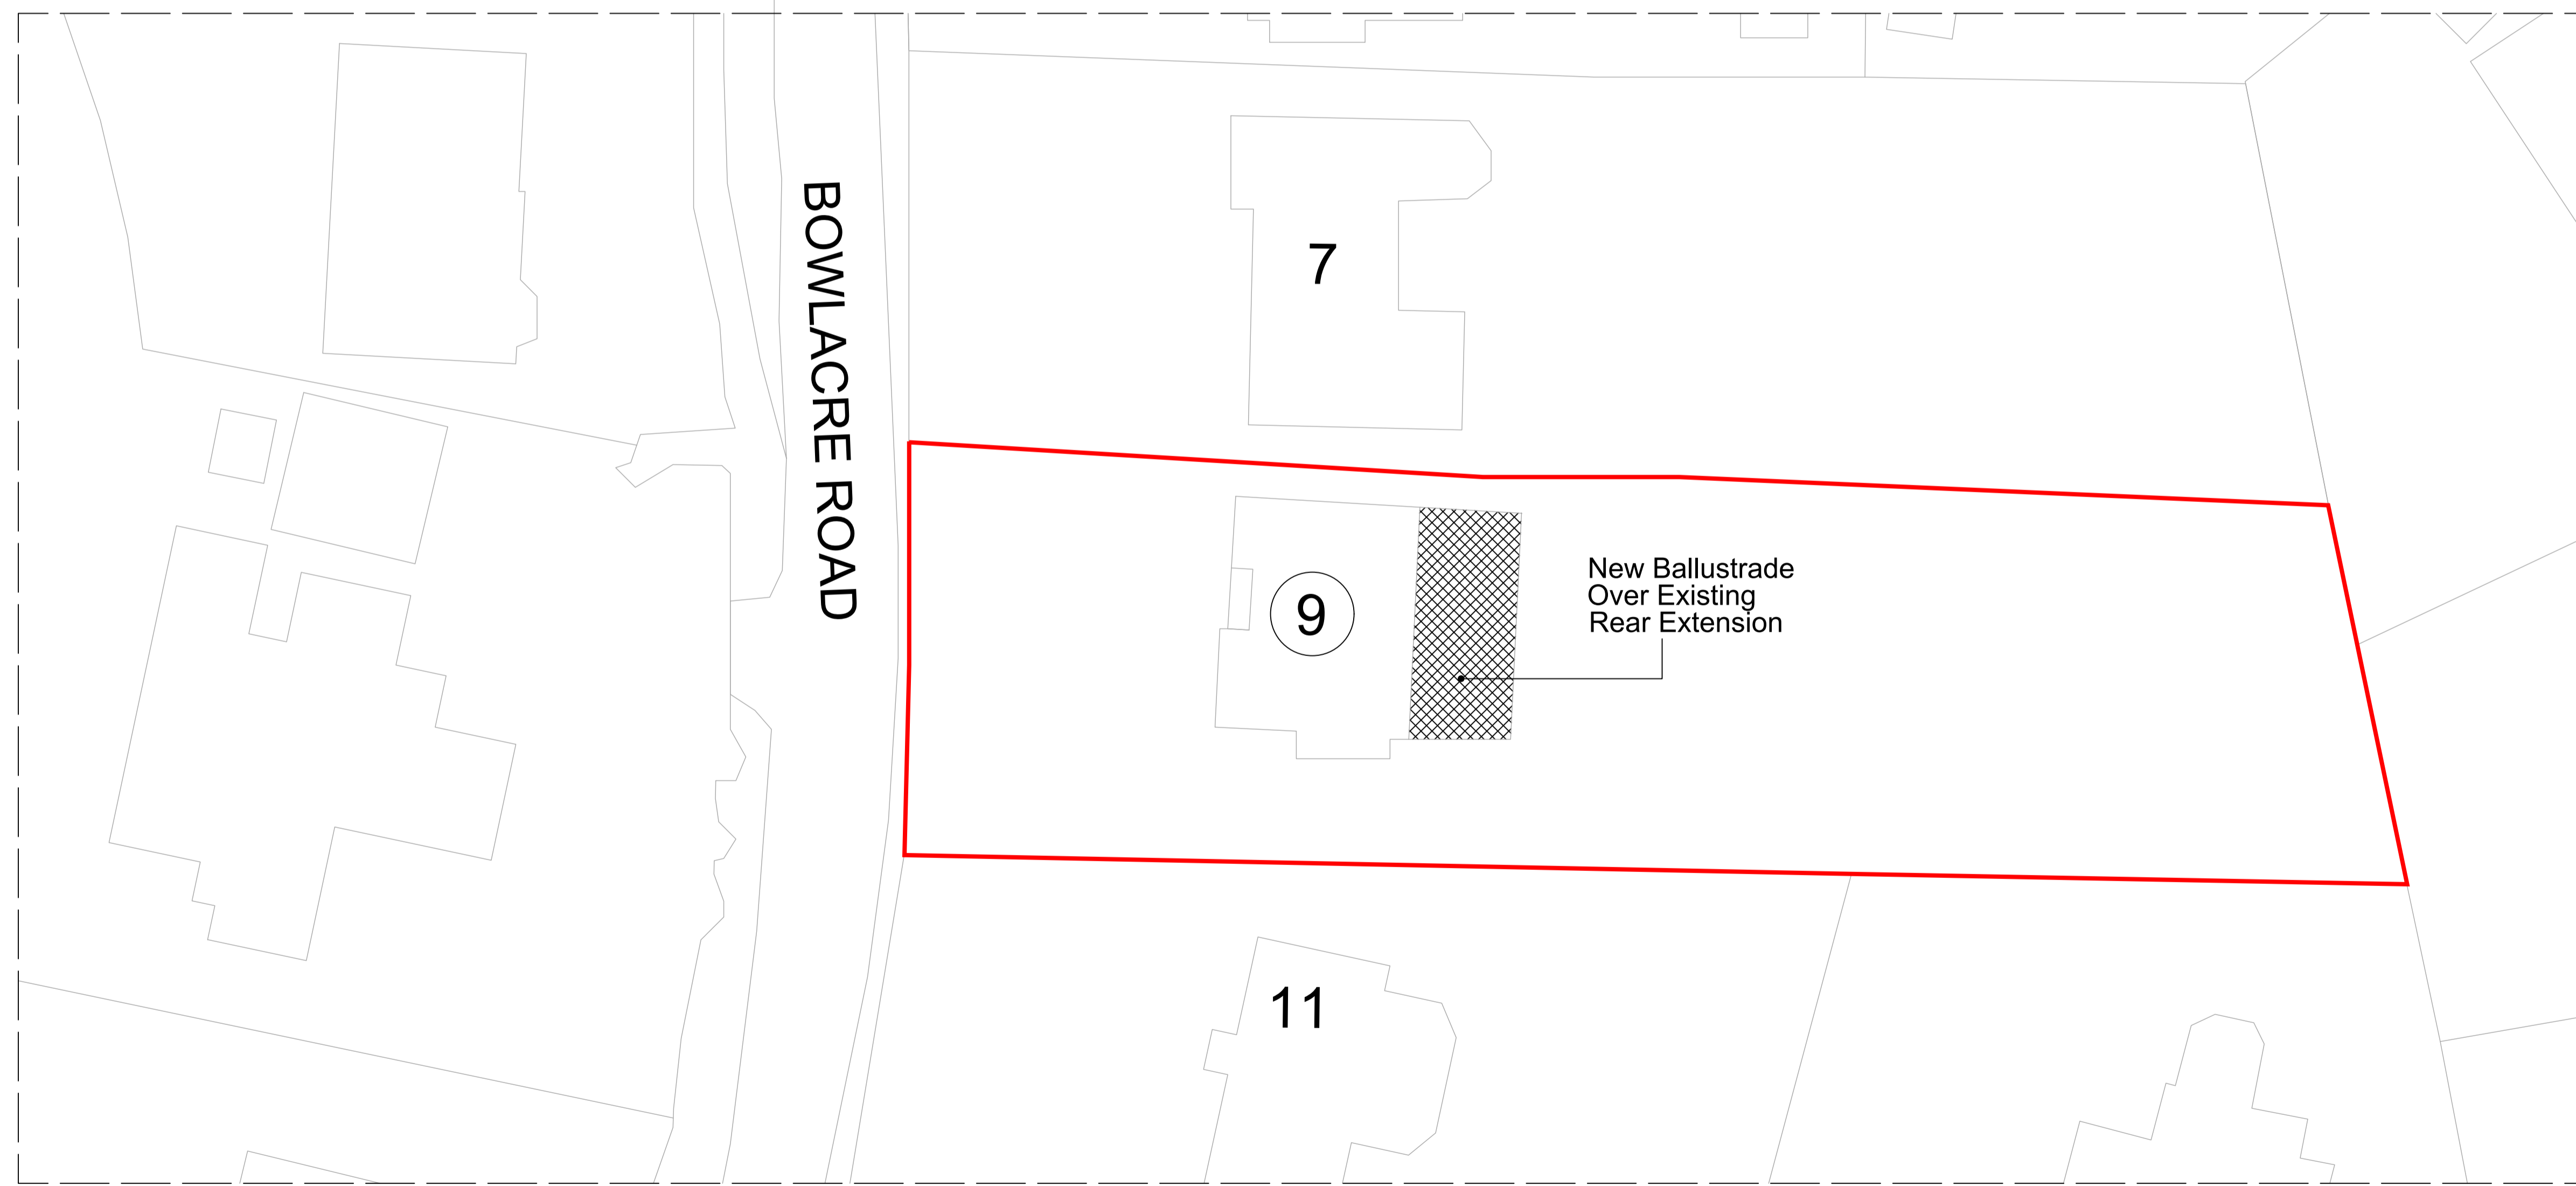 BOWLACRE ROAD
7
9
New Ballustrade
Over Existing
Rear Extension
11